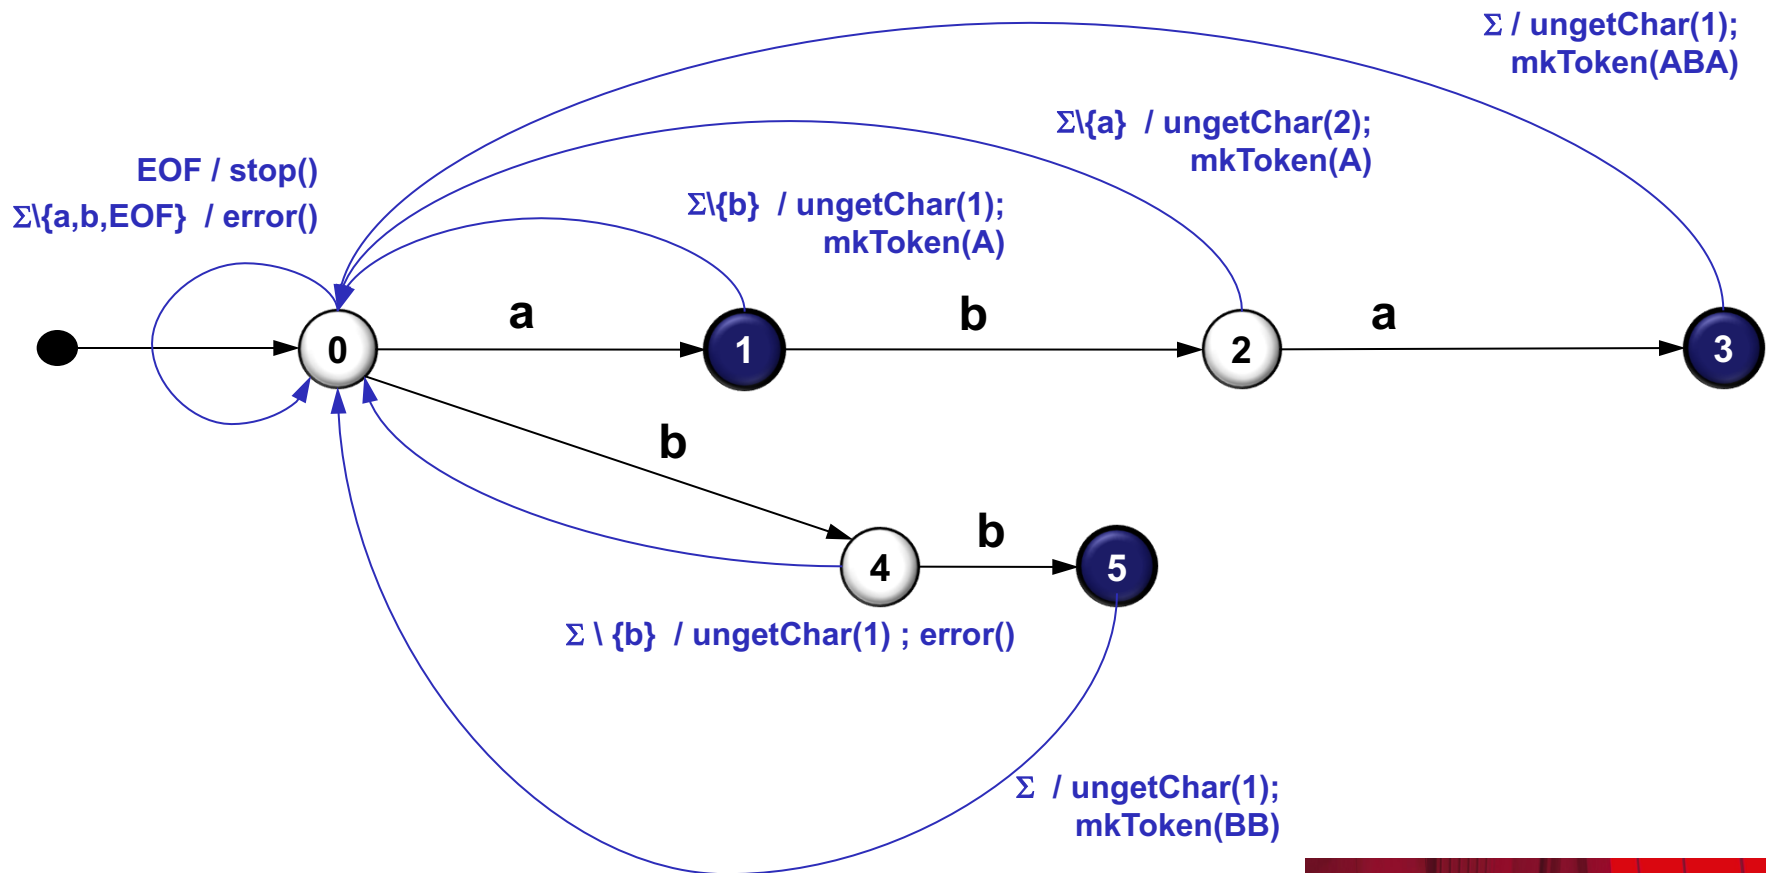 Σ / ungetChar(1);
mkToken(ABA)
Σ\{a} / ungetChar(2);
mkToken(A)
EOF / stop()
Σ\{a,b,EOF} / error()
Σ\{b} / ungetChar(1);
mkToken(A)
a
b
a
0
1
2
3
b
b
4
5
Σ \ {b} / ungetChar(1) ; error()
Σ / ungetChar(1);
mkToken(BB)